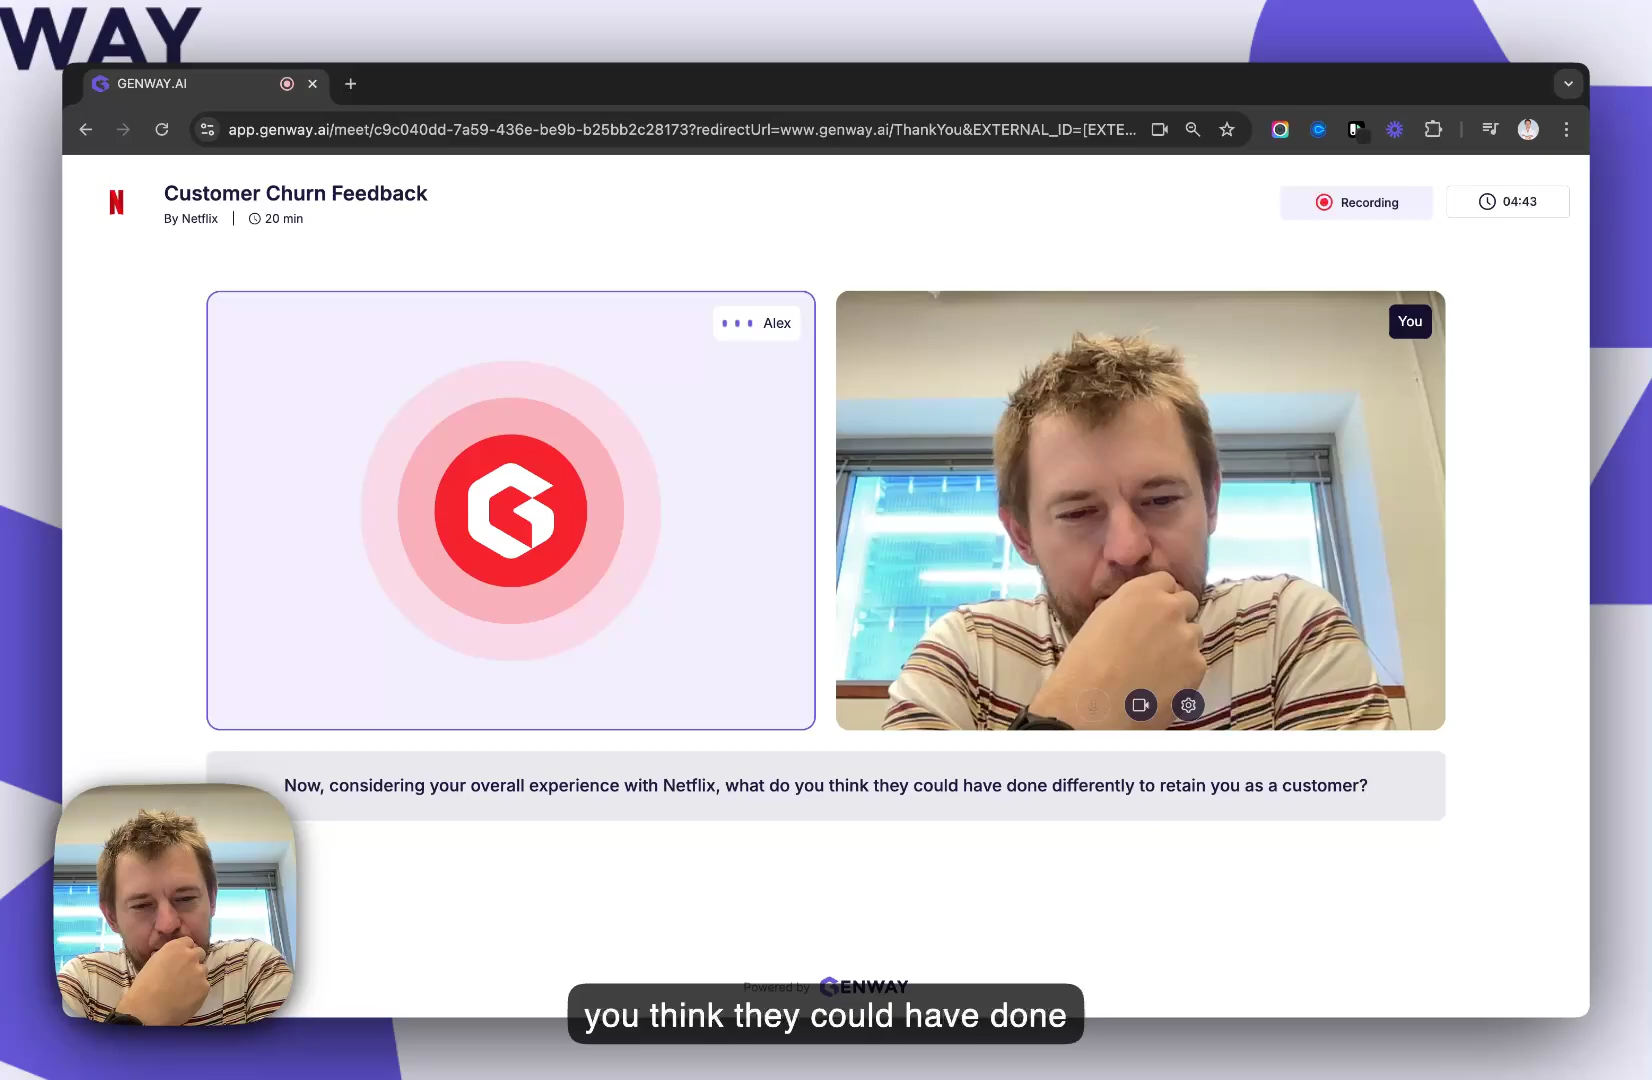 WAY
GENWAY.AI
app.genway.ai/meet/c9c040dd-7a59-436e-be9b-b25bb2c28173?redirectUrl=www.genway.ai/ThankYou&EXTERNAL_ID=[EXTE...
N
Customer Churn Feedback
By Netflix | 20 min
Recording
04:43
Alex
You
Now, considering your overall experience with Netflix, what do you think they could have done differently to retain you as a customer?
Powered by GENWAY
you think they could have done